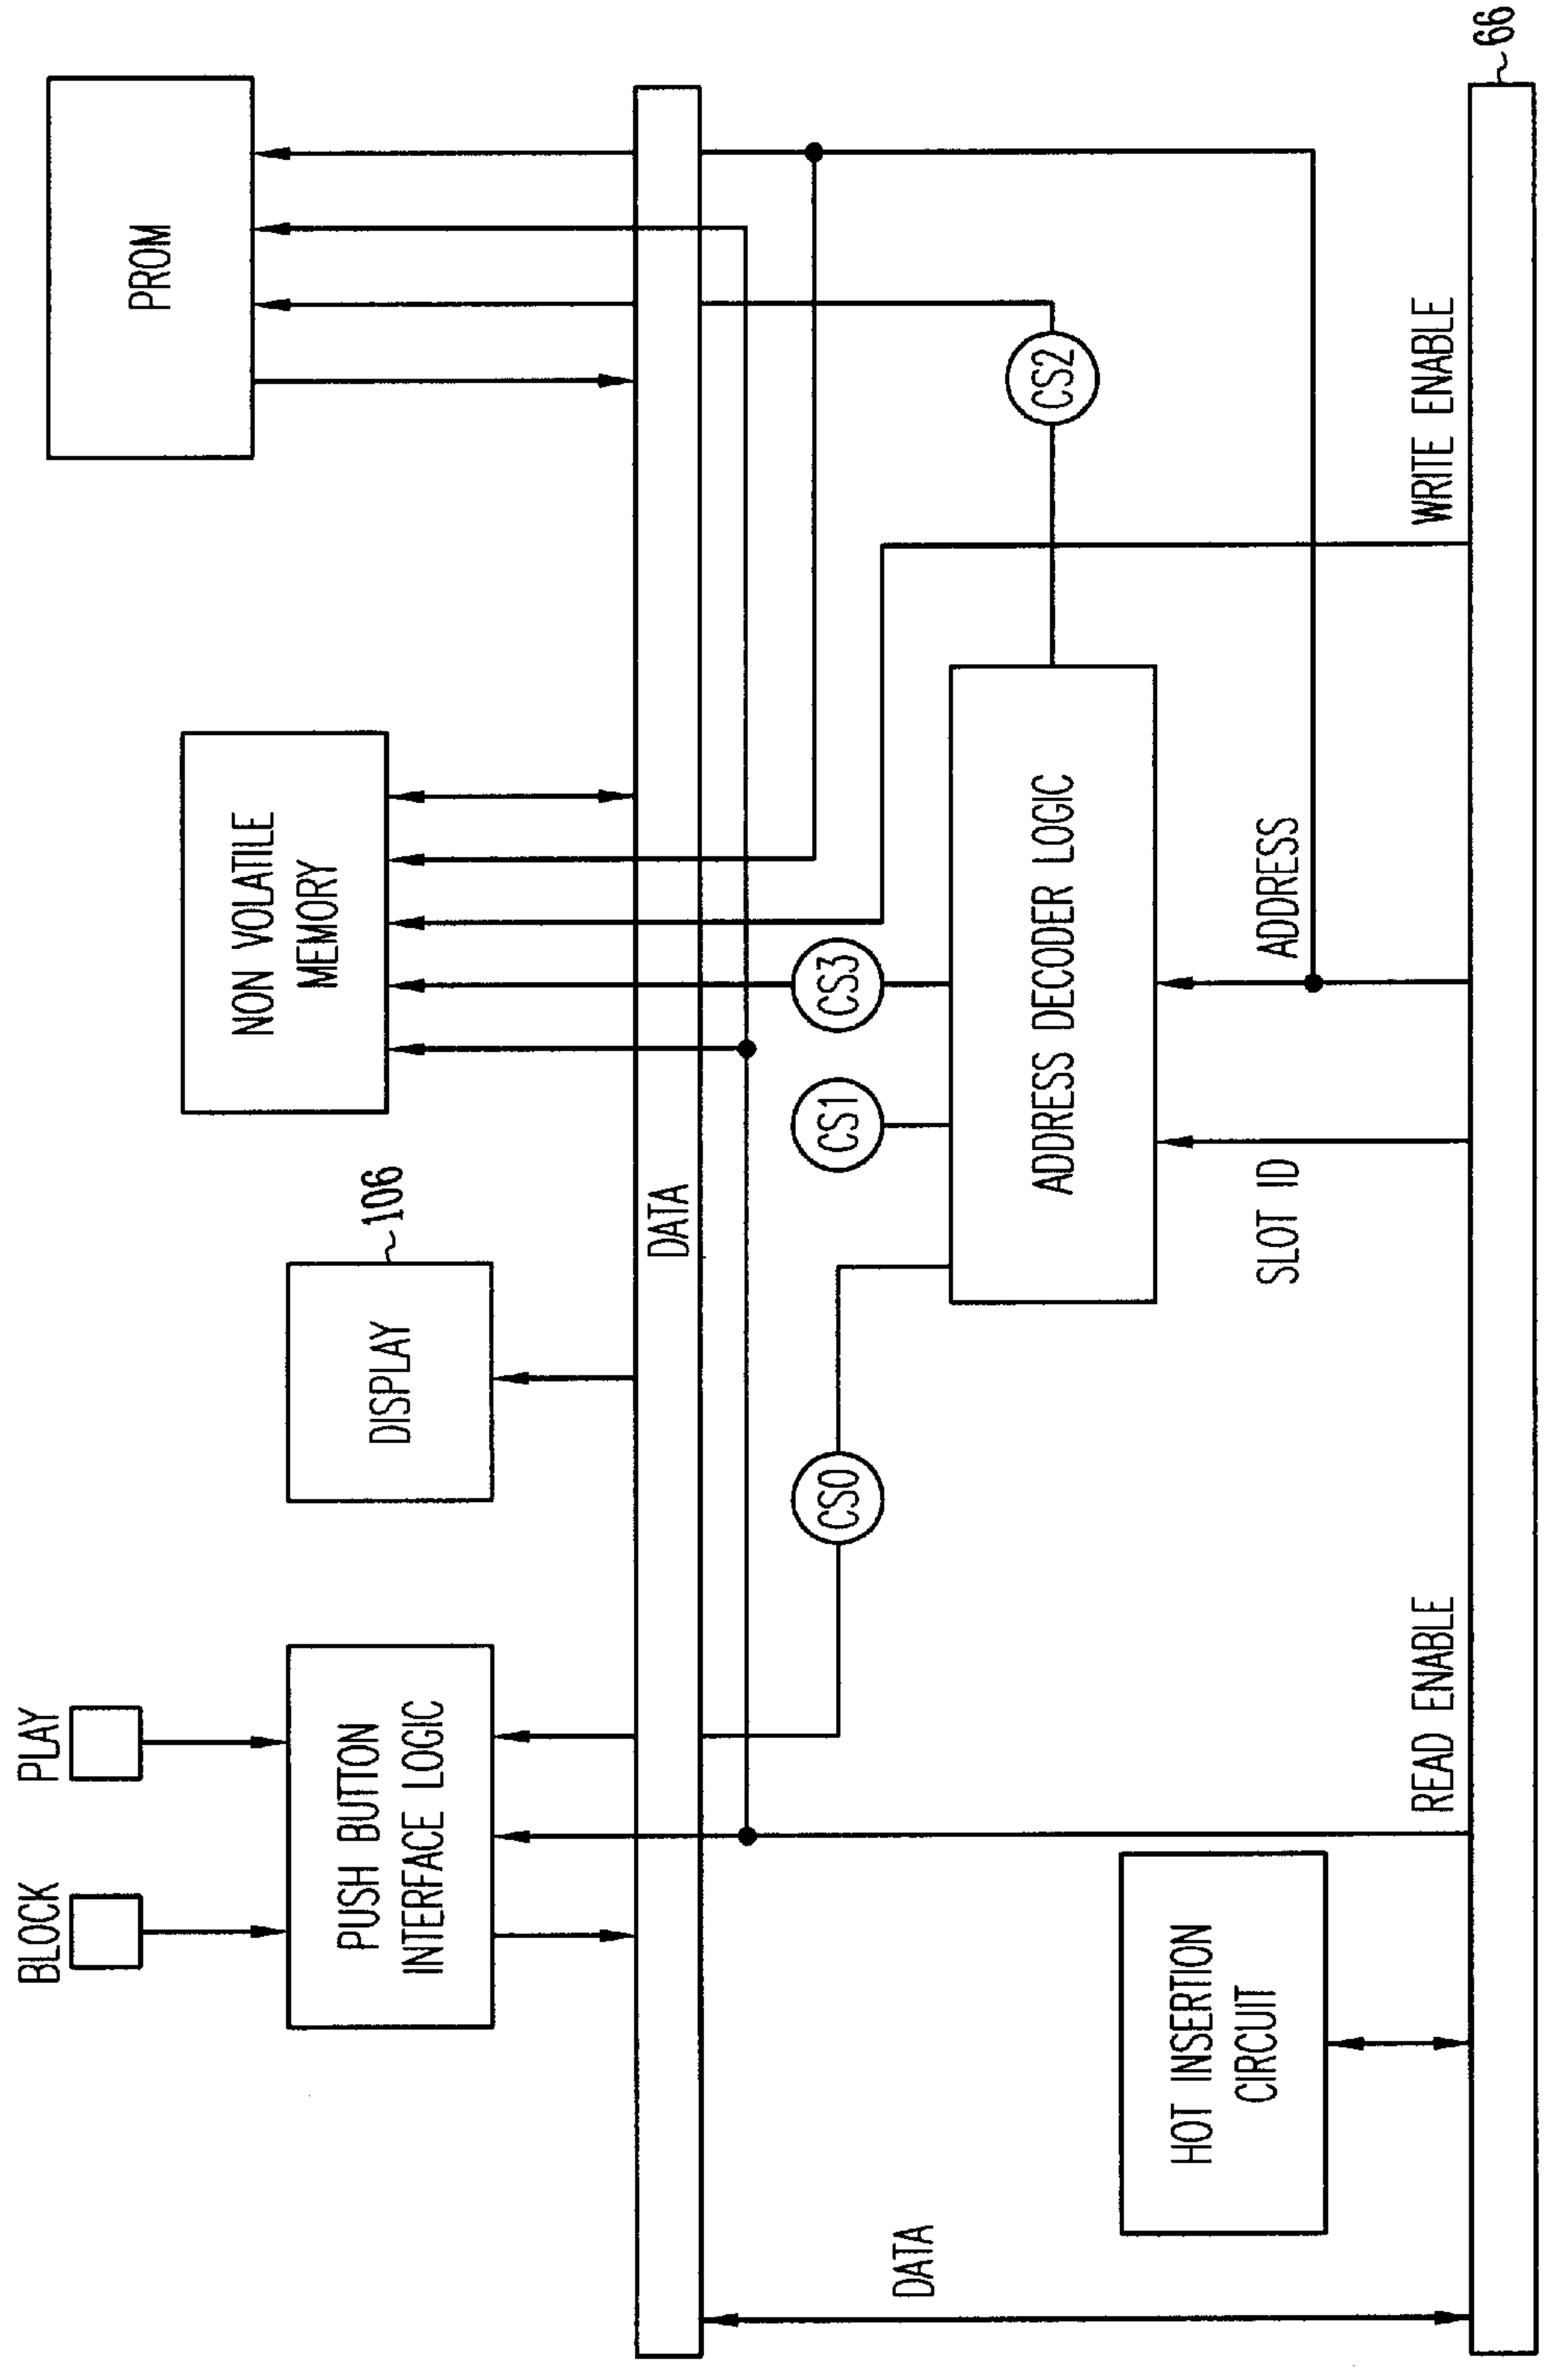 BLOCK
PLAY
PUSH BUTTON
INTERFACE LOGIC
DISPLAY
106
NON VOLATILE
MEMORY
PROM
DATA
CS0
CS1
CS3
CS2
DATA
ADDRESS DECODER LOGIC
HOT INSERTION
CIRCUIT
SLOT ID
ADDRESS
READ ENABLE
WRITE ENABLE
66